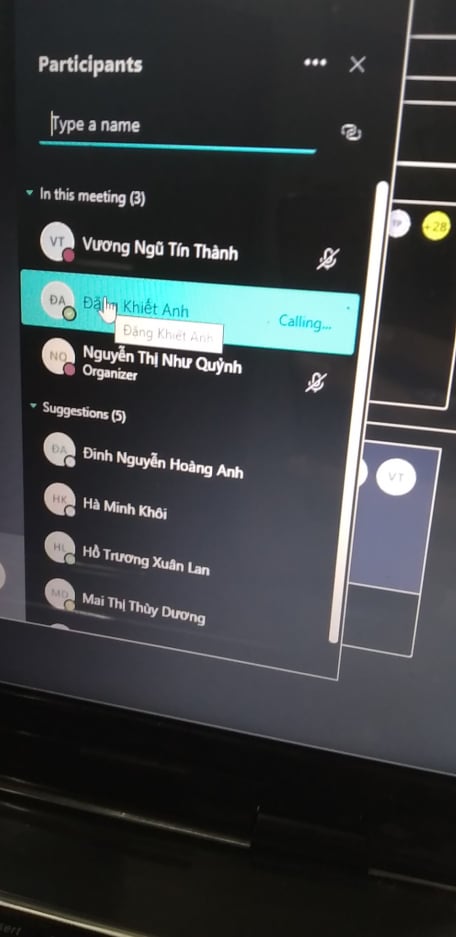 Participants
Type a name
In this meeting (3)
+28
VT
Vương Ngũ Tín Thành
ĐA
Đặng Khiết Anh
Calling...
Đặng Khiết Anh
NQ
Nguyễn Thị Như Quỳnh
Organizer
Suggestions (5)
ĐA
Đinh Nguyễn Hoàng Anh
VT
HK
Hà Minh Khôi
HL
Hồ Trương Xuân Lan
MD
Mai Thị Thùy Dương